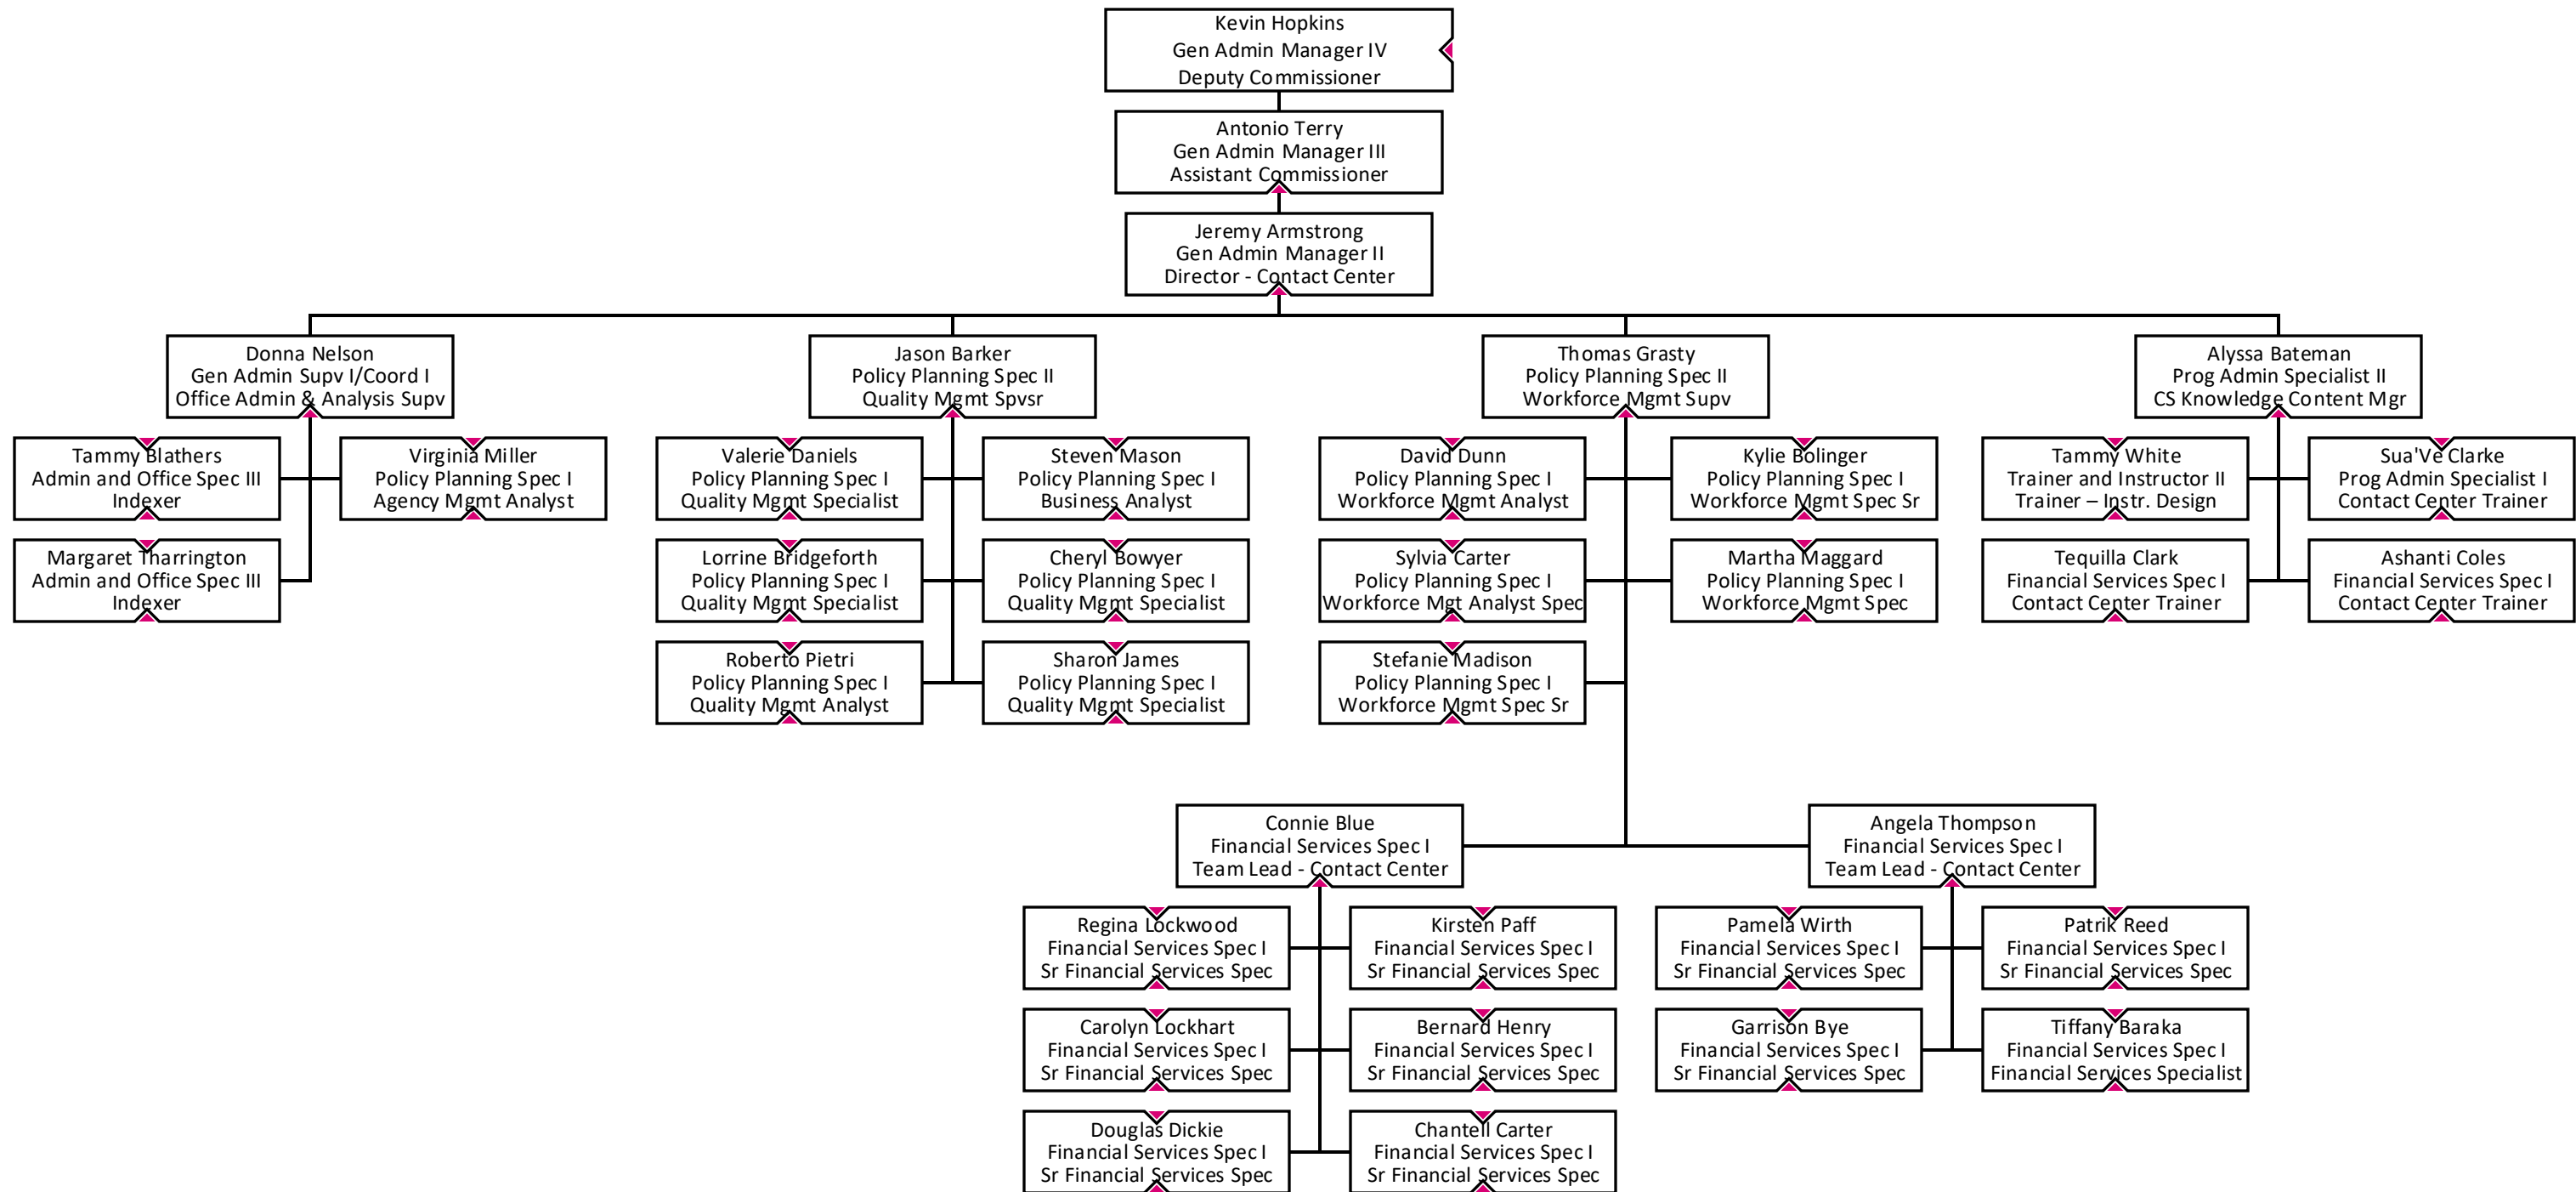 Kevin Hopkins
Gen Admin Manager IV
Deputy Commissioner
Antonio Terry
Gen Admin Manager III
Assistant Commissioner
Jeremy Armstrong
Gen Admin Manager II
Director - Contact Center
Donna Nelson
Gen Admin Supv I/Coord I
Office Admin & Analysis Supv
Jason Barker
Policy Planning Spec II
Quality Mgmt Spvsr
Thomas Grasty
Policy Planning Spec II
Workforce Mgmt Supv
Alyssa Bateman
Prog Admin Specialist II
CS Knowledge Content Mgr
Tammy Blathers
Admin and Office Spec III
Indexer
Virginia Miller
Policy Planning Spec I
Agency Mgmt Analyst
Valerie Daniels
Policy Planning Spec I
Quality Mgmt Specialist
Steven Mason
Policy Planning Spec I
Business Analyst
David Dunn
Policy Planning Spec I
Workforce Mgmt Analyst
Kylie Bolinger
Policy Planning Spec I
Workforce Mgmt Spec Sr
Tammy White
Trainer and Instructor II
Trainer – Instr. Design
Sua'Ve Clarke
Prog Admin Specialist I
Contact Center Trainer
Margaret Tharrington
Admin and Office Spec III
Indexer
Lorrine Bridgeforth
Policy Planning Spec I
Quality Mgmt Specialist
Cheryl Bowyer
Policy Planning Spec I
Quality Mgmt Specialist
Sylvia Carter
Policy Planning Spec I
Workforce Mgt Analyst Spec
Martha Maggard
Policy Planning Spec I
Workforce Mgmt Spec
Tequilla Clark
Financial Services Spec I
Contact Center Trainer
Ashanti Coles
Financial Services Spec I
Contact Center Trainer
Roberto Pietri
Policy Planning Spec I
Quality Mgmt Analyst
Sharon James
Policy Planning Spec I
Quality Mgmt Specialist
Stefanie Madison
Policy Planning Spec I
Workforce Mgmt Spec Sr
Connie Blue
Financial Services Spec I
Team Lead - Contact Center
Angela Thompson
Financial Services Spec I
Team Lead - Contact Center
Regina Lockwood
Financial Services Spec I
Sr Financial Services Spec
Kirsten Paff
Financial Services Spec I
Sr Financial Services Spec
Pamela Wirth
Financial Services Spec I
Sr Financial Services Spec
Patrik Reed
Financial Services Spec I
Sr Financial Services Spec
Carolyn Lockhart
Financial Services Spec I
Sr Financial Services Spec
Bernard Henry
Financial Services Spec I
Sr Financial Services Spec
Garrison Bye
Financial Services Spec I
Sr Financial Services Spec
Tiffany Baraka
Financial Services Spec I
Financial Services Specialist
Douglas Dickie
Financial Services Spec I
Sr Financial Services Spec
Chantell Carter
Financial Services Spec I
Sr Financial Services Spec